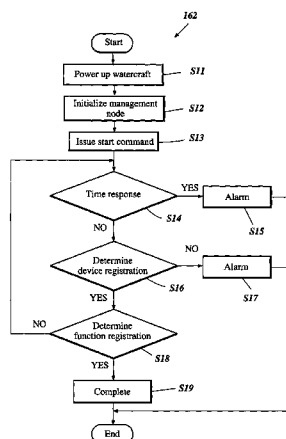 162
Start
Power up watercraft
S11
Initialize management
node
S12
Issue start command
S13
Time response
YES
Alarm
S14
S15
NO
Determine
device registration
NO
Alarm
S16
S17
YES
NO
Determine
function registration
S18
YES
Complete
S19
End